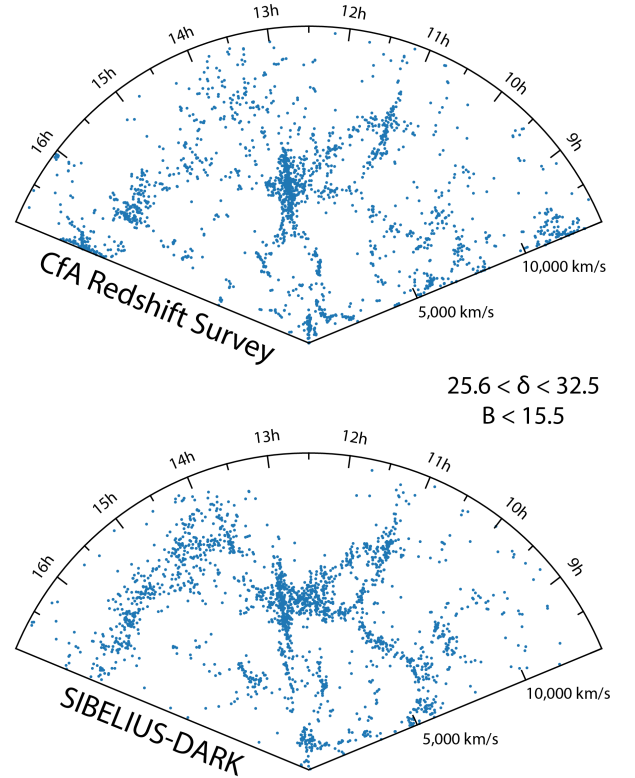 13h
12h
14h
11h
15h
10h
16h
9h
10,000 km/s
5,000 km/s
CfA Redshift Survey
25.6 < δ < 32.5
B < 15.5
13h
12h
14h
11h
15h
10h
16h
9h
10,000 km/s
5,000 km/s
SIBELIUS-DARK